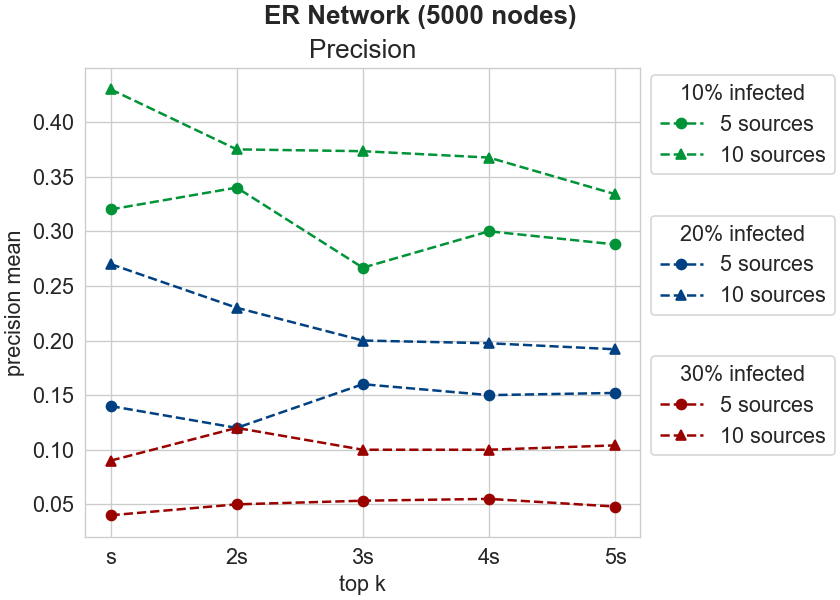 ER Network (5000 nodes)
Precision
precision mean
0.40
0.35
0.30
0.25
0.20
0.15
0.10
0.05
s 2s 3s 4s 5s
top k
10% infected
5 sources
10 sources
20% infected
5 sources
10 sources
30% infected
5 sources
10 sources